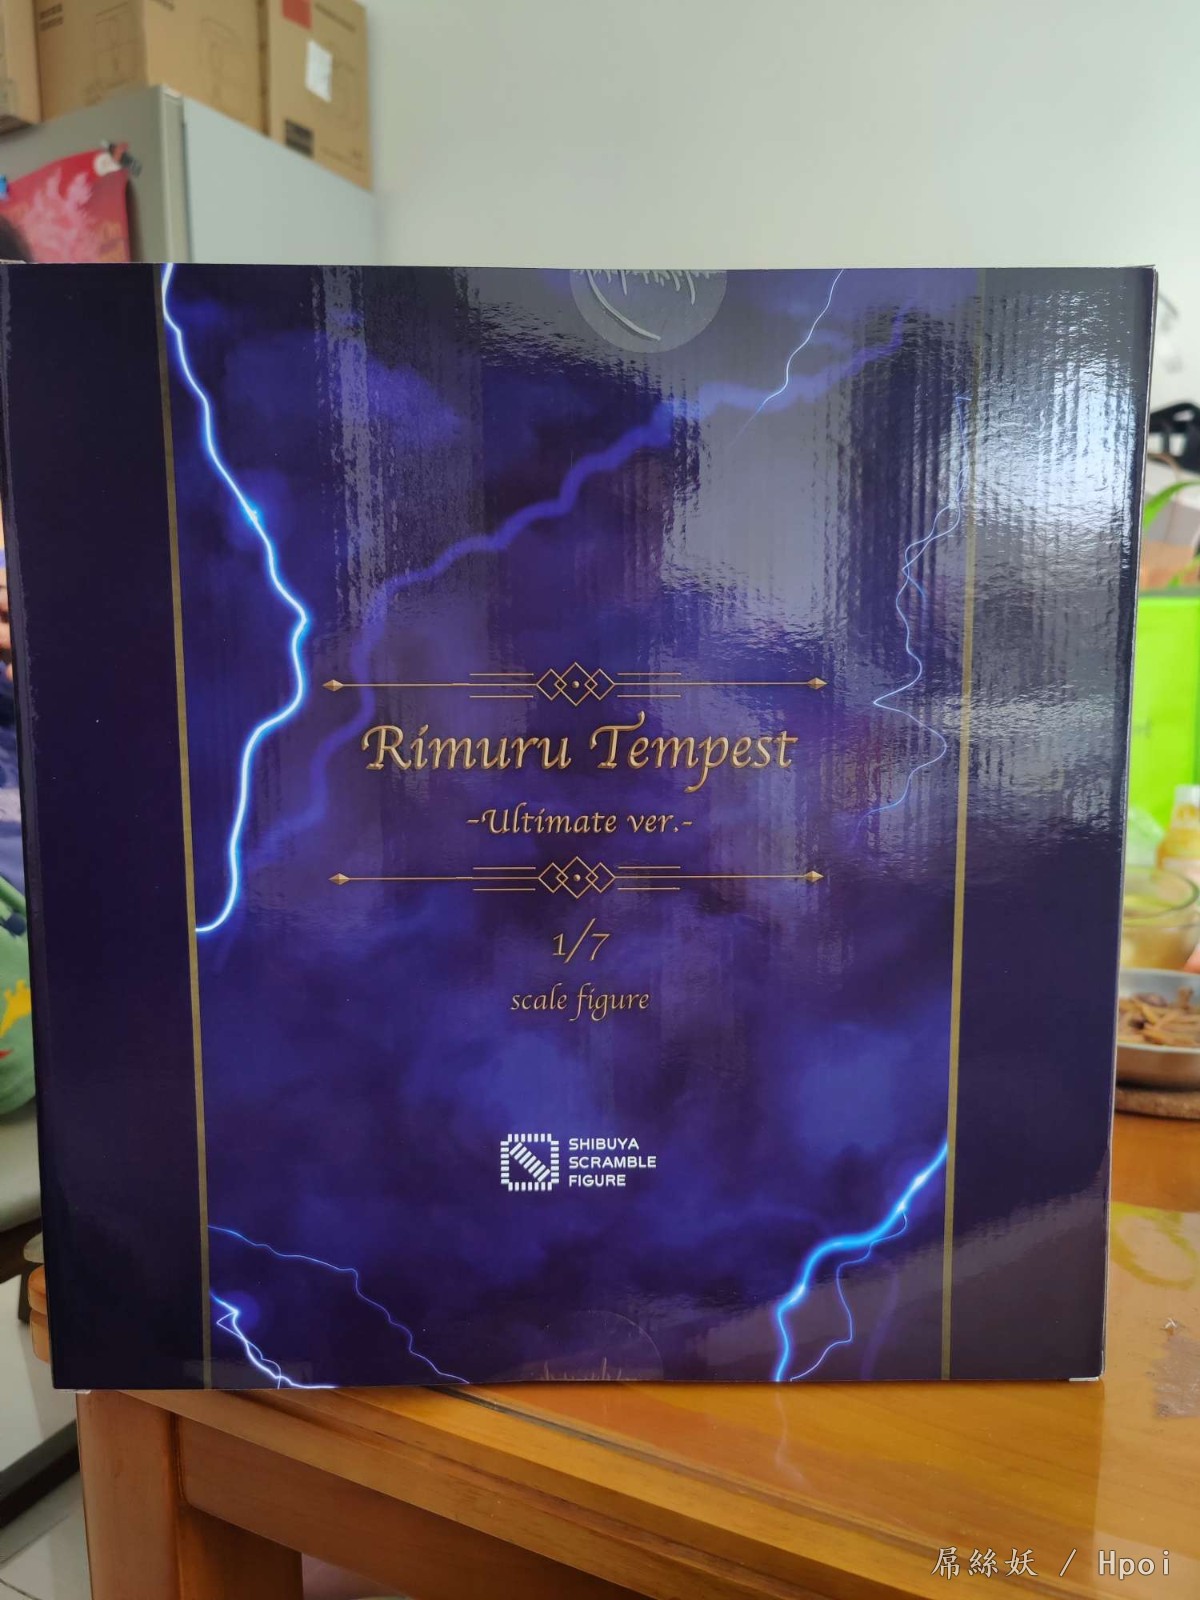 Rimuru Tempest
-Ultimate ver.-
1/7
scale figure
SHIBUYA
SCRAMBLE
FIGURE
屌絲妖 / Hpoi